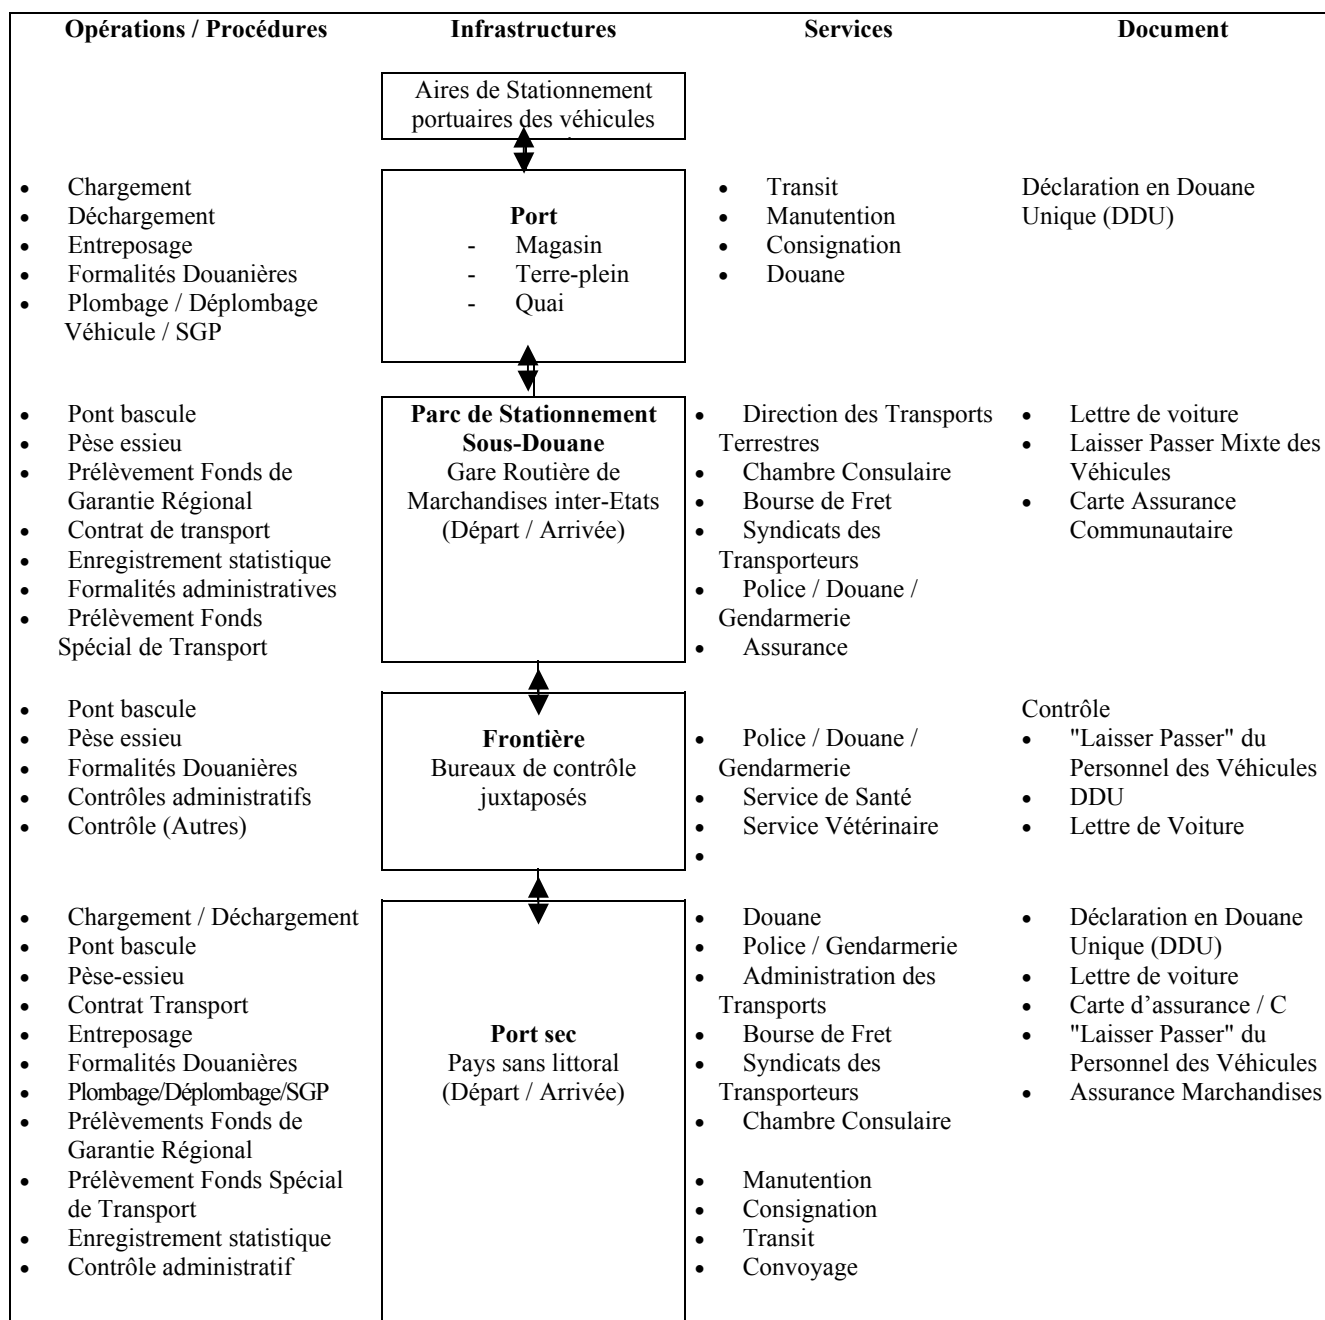 Opérations / Procédures
Infrastructures
Services
Document
Aires de Stationnement
portuaires des véhicules
• Chargement
• Déchargement
• Entreposage
• Formalités Douanières
• Plombage / Déplombage
Véhicule / SGP
Port
- Magasin
- Terre-plein
- Quai
• Transit
• Manutention
• Consignation
• Douane
Déclaration en Douane
Unique (DDU)
• Pont bascule
• Pèse essieu
• Prélèvement Fonds de
Garantie Régional
• Contrat de transport
• Enregistrement statistique
• Formalités administratives
• Prélèvement Fonds
Spécial de Transport
Parc de Stationnement
Sous-Douane
Gare Routière de
Marchandises inter-Etats
(Départ / Arrivée)
• Direction des Transports
Terrestres
• Chambre Consulaire
• Bourse de Fret
• Syndicats des
Transporteurs
• Police / Douane /
Gendarmerie
• Assurance
• Lettre de voiture
• Laisser Passer Mixte des
Véhicules
• Carte Assurance
Communautaire
• Pont bascule
• Pèse essieu
• Formalités Douanières
• Contrôles administratifs
• Contrôle (Autres)
Frontière
Bureaux de contrôle
juxtaposés
• Police / Douane /
Gendarmerie
• Service de Santé
• Service Vétérinaire
•
Contrôle
• "Laisser Passer" du
Personnel des Véhicules
• DDU
• Lettre de Voiture
• Chargement / Déchargement
• Pont bascule
• Pèse-essieu
• Contrat Transport
• Entreposage
• Formalités Douanières
• Plombage/Déplombage/SGP
• Prélèvements Fonds de
Garantie Régional
• Prélèvement Fonds Spécial
de Transport
• Enregistrement statistique
• Contrôle administratif
Port sec
Pays sans littoral
(Départ / Arrivée)
• Douane
• Police / Gendarmerie
• Administration des
Transports
• Bourse de Fret
• Syndicats des
Transporteurs
• Chambre Consulaire
• Manutention
• Consignation
• Transit
• Convoyage
• Déclaration en Douane
Unique (DDU)
• Lettre de voiture
• Carte d’assurance / C
• "Laisser Passer" du
Personnel des Véhicules
• Assurance Marchandises